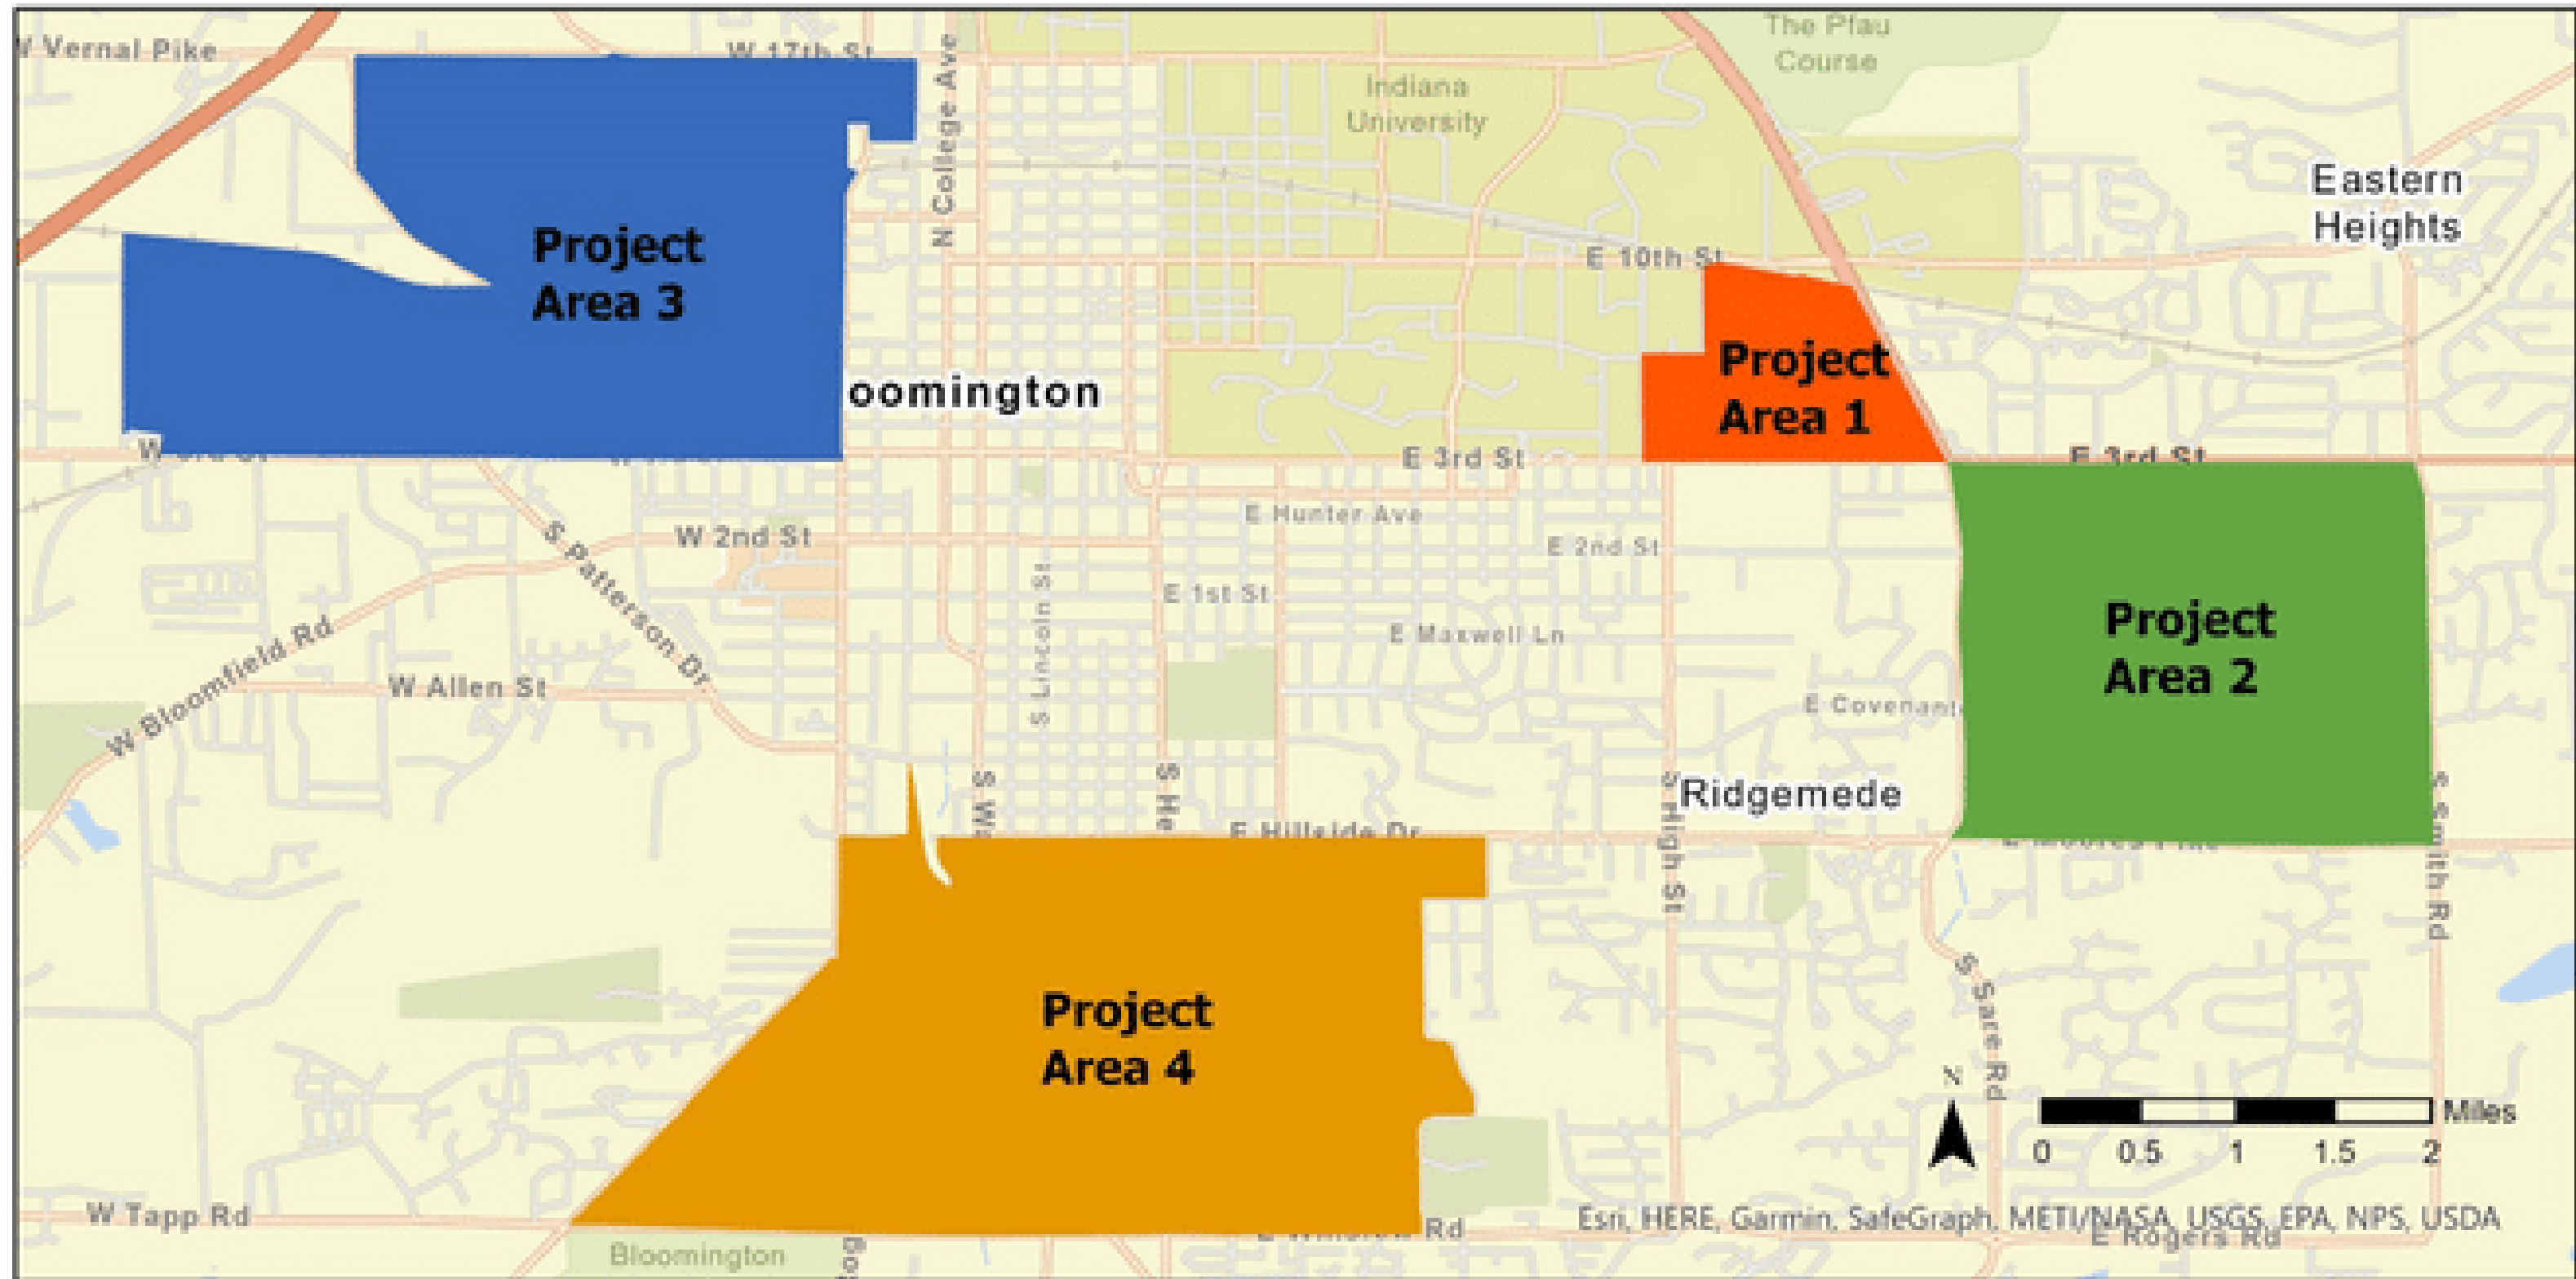 W Vernal Pike
W 17th St
N College Ave
The Pfau
Course
Indiana
University
Eastern
Heights
Project
Area 3
E 10th St
Project
Area 1
oomington
E 3rd St
E 3rd St
E Hunter Ave
W 2nd St
E 2nd St
S Patterson Dr
E 1st St
S Lincoln St
E Maxwell Ln
Project
Area 2
W Bloomfield Rd
W Allen St
E Covenant
Ridgemede
S High St
S Smith Rd
E Hillside Dr
Project
Area 4
S Sare Rd
N
Miles
0 0.5 1 1.5 2
W Tapp Rd
Rd
Esri, HERE, Garmin, SafeGraph, METI/NASA, USGS, EPA, NPS, USDA
E Rogers Rd
Bloomington